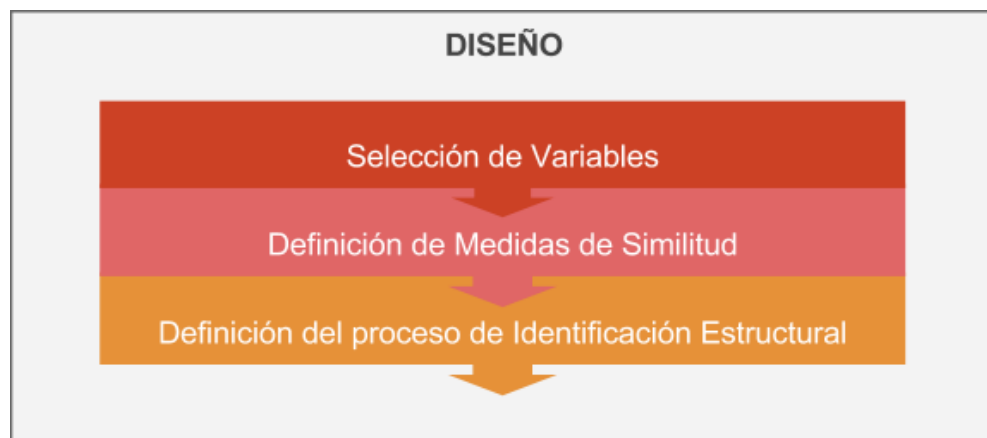 DISEÑO
Selección de Variables
Definición de Medidas de Similitud
Definición del proceso de Identificación Estructural